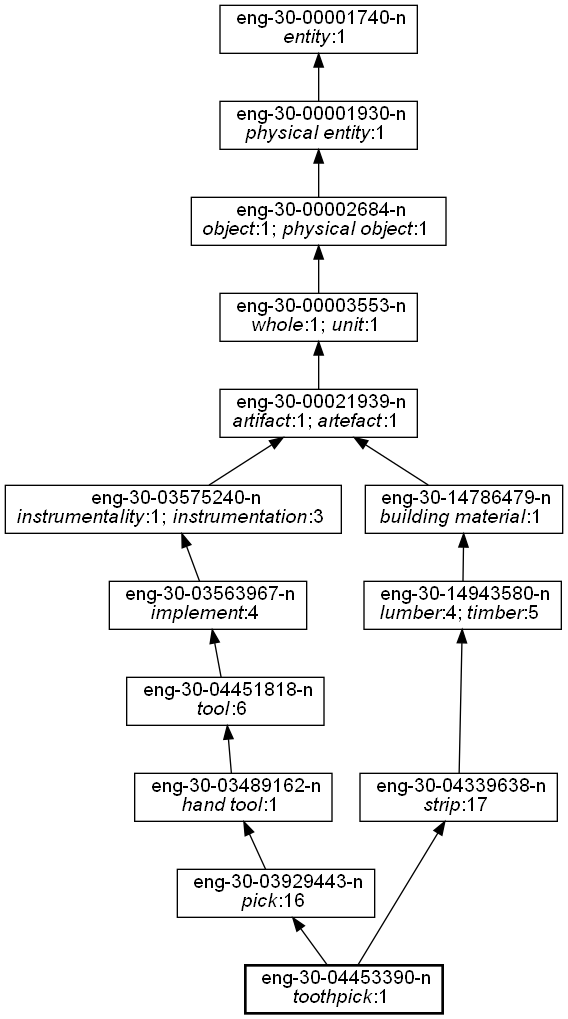 eng-30-00001740-n
entity:1
eng-30-00001930-n
physical entity:1
eng-30-00002684-n
object:1; physical object:1
eng-30-00003553-n
whole:1; unit:1
eng-30-00021939-n
artifact:1; artefact:1
eng-30-03575240-n
instrumentality:1; instrumentation:3
eng-30-14786479-n
building material:1
eng-30-03563967-n
implement:4
eng-30-14943580-n
lumber:4; timber:5
eng-30-04451818-n
tool:6
eng-30-03489162-n
hand tool:1
eng-30-04339638-n
strip:17
eng-30-03929443-n
pick:16
eng-30-04453390-n
toothpick:1